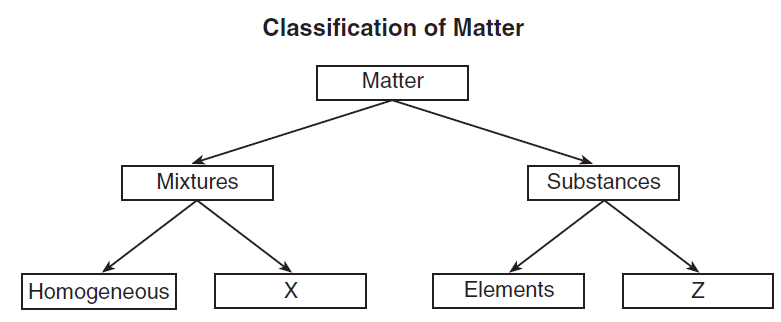 Classification of Matter
Matter
Mixtures
Substances
Homogeneous
X
Elements
Z